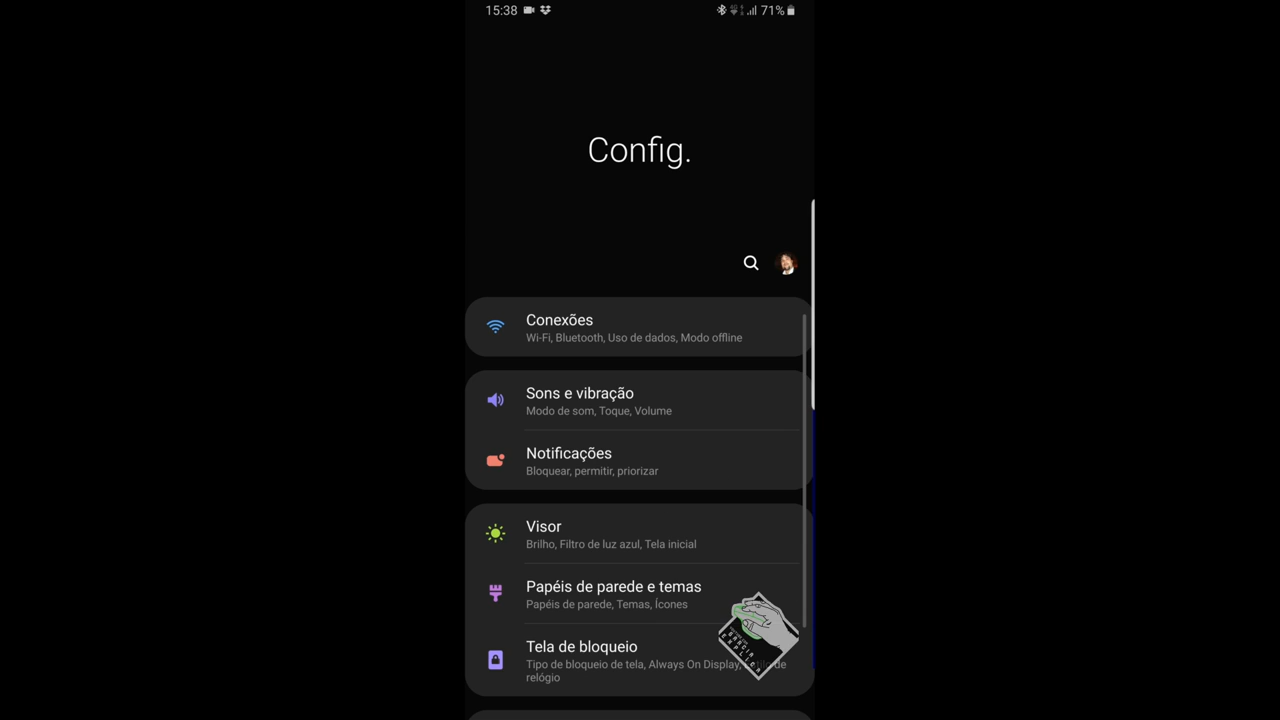 15:38
71%
Config.
Conexões
Wi-Fi, Bluetooth, Uso de dados, Modo offline
Sons e vibração
Modo de som, Toque, Volume
Notificações
Bloquear, permitir, priorizar
Visor
Brilho, Filtro de luz azul, Tela inicial
Papéis de parede e temas
Papéis de parede, Temas, Ícones
Tela de bloqueio
Tipo de bloqueio de tela, Always On Display, de
relógio
GARCIA
EXPLICA